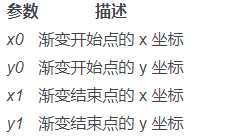 参数 描述
x0 渐变开始点的 x 坐标
y0 渐变开始点的 y 坐标
x1 渐变结束点的 x 坐标
y1 渐变结束点的 y 坐标